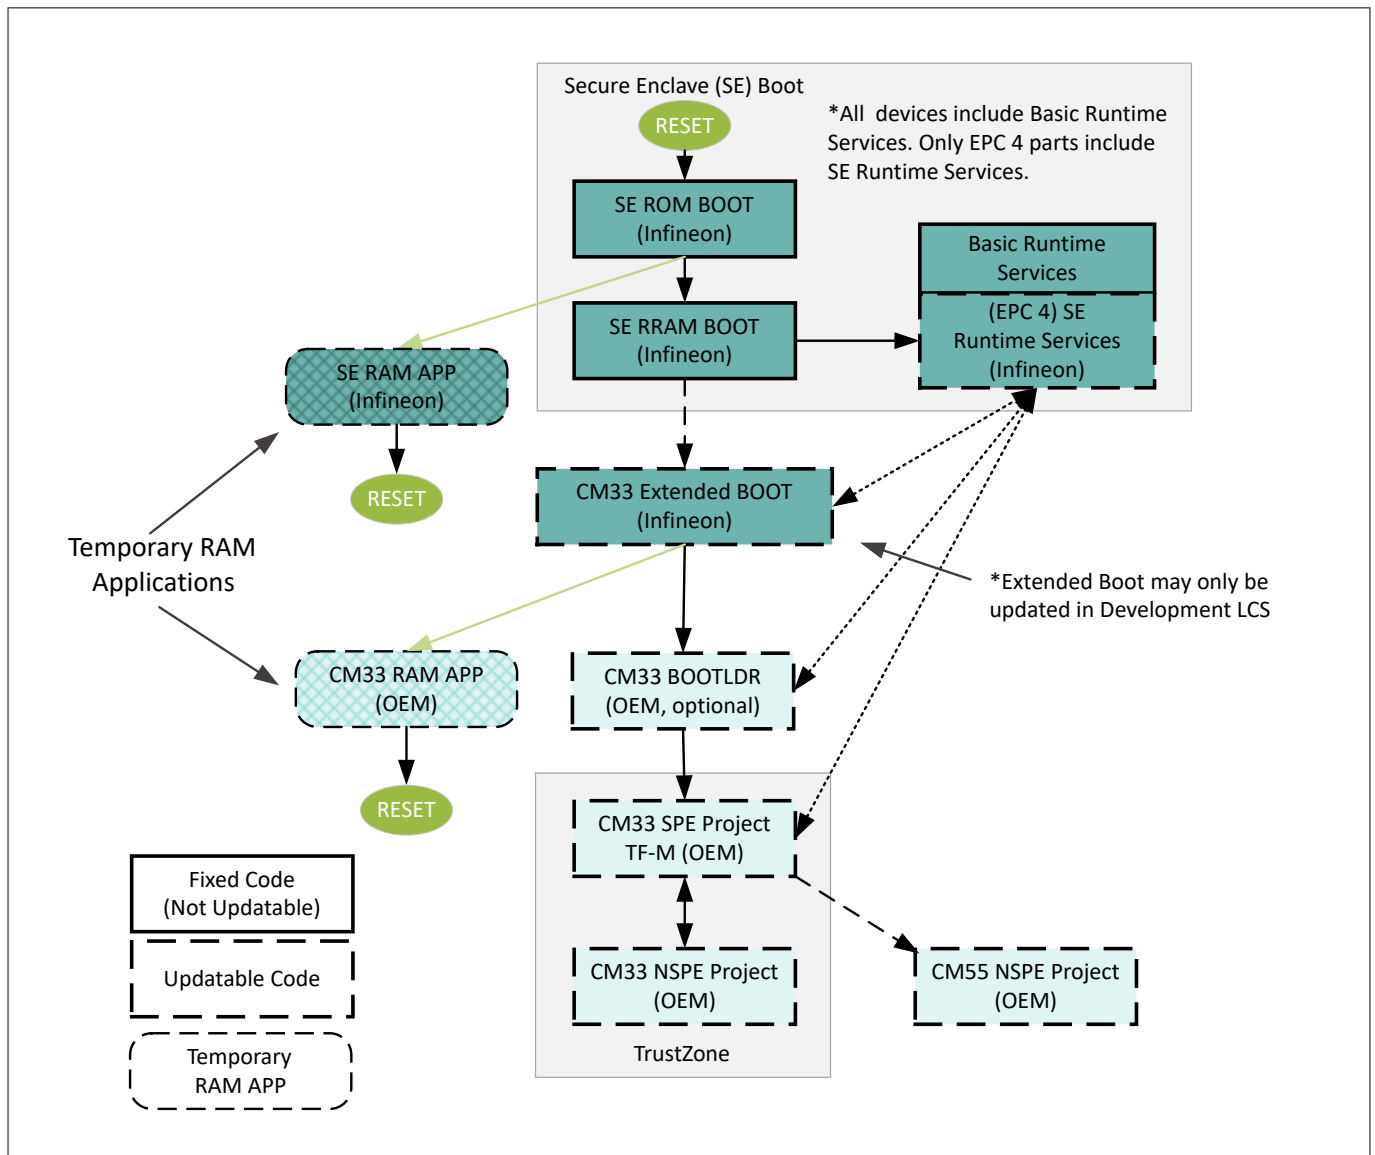 Secure Enclave (SE) Boot
RESET
*All devices include Basic Runtime
Services. Only EPC 4 parts include
SE Runtime Services.
SE ROM BOOT
(Infineon)
Basic Runtime
Services
SE RRAM BOOT
(Infineon)
(EPC 4) SE
Runtime Services
(Infineon)
SE RAM APP
(Infineon)
RESET
CM33 Extended BOOT
(Infineon)
Temporary RAM
Applications
*Extended Boot may only be
updated in Development LCS
CM33 RAM APP
(OEM)
CM33 BOOTLDR
(OEM, optional)
RESET
CM33 SPE Project
TF-M (OEM)
Fixed Code
(Not Updatable)
Updatable Code
CM33 NSPE Project
(OEM)
CM55 NSPE Project
(OEM)
TrustZone
Temporary
RAM APP